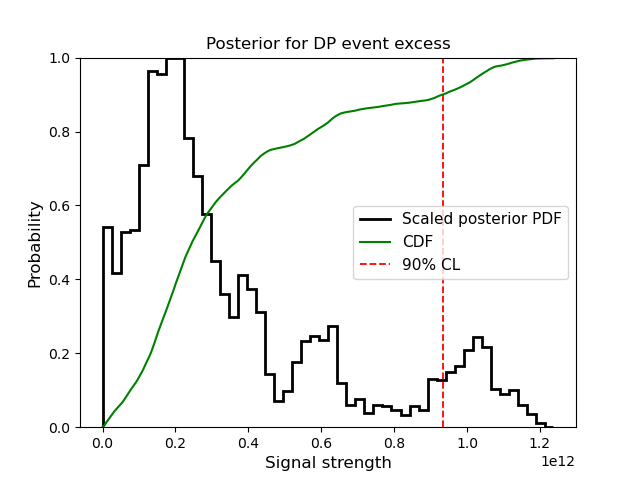 Posterior for DP event excess
1.0
0.8
0.6
0.4
0.2
0.0
Probability
Scaled posterior PDF
CDF
90% CL
0.0 0.2 0.4 0.6 0.8 1.0 1.2
1e12
Signal strength